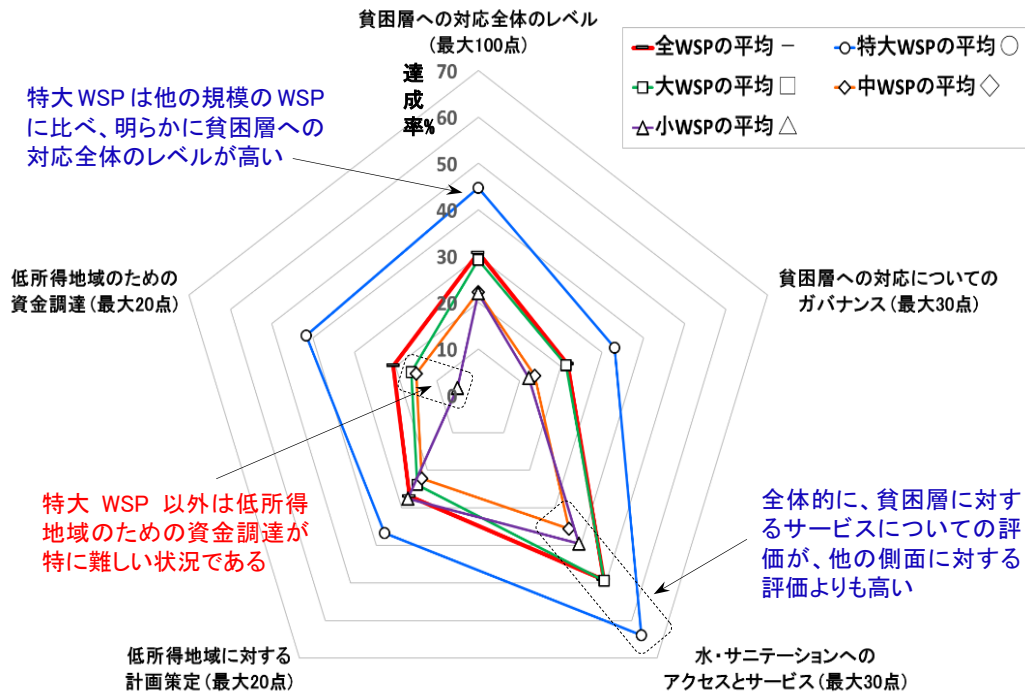 貧困層への対応全体のレベル
(最大100点)
全WSPの平均 －
特大WSPの平均 ○
大WSPの平均 □
中WSPの平均 ◇
小WSPの平均 △
達成率%
70
60
50
40
30
20
10
0
特大 WSP は他の規模の WSP
に比べ、明らかに貧困層への
対応全体のレベルが高い
低所得地域のための
資金調達（最大20点）
貧困層への対応についての
ガバナンス（最大30点）
特大 WSP 以外は低所得
地域のための資金調達が
特に難しい状況である
全体的に、貧困層に対す
るサービスについての評
価が、他の側面に対する
評価よりも高い
低所得地域に対する
計画策定（最大20点）
水・サニテーションへの
アクセスとサービス（最大30点）